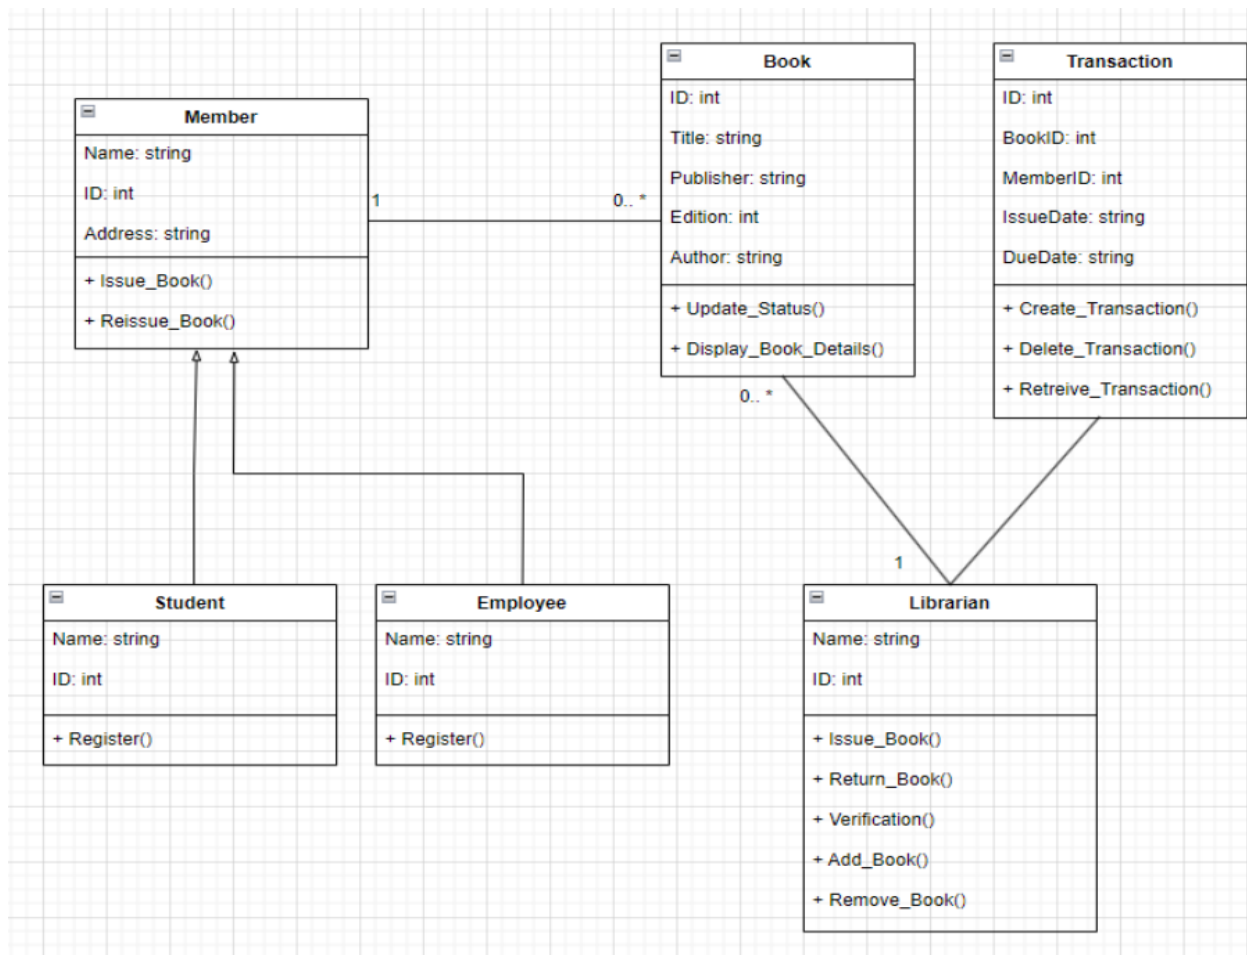 Member
Name: string
ID: int
Address: string
+ Issue_Book()
+ Reissue_Book()
1
0.. *
Book
ID: int
Title: string
Publisher: string
Edition: int
Author: string
+ Update_Status()
+ Display_Book_Details()
0.. *
Transaction
ID: int
BookID: int
MemberID: int
IssueDate: string
DueDate: string
+ Create_Transaction()
+ Delete_Transaction()
+ Retreive_Transaction()
1
Student
Name: string
ID: int
+ Register()
Employee
Name: string
ID: int
+ Register()
Librarian
Name: string
ID: int
+ Issue_Book()
+ Return_Book()
+ Verification()
+ Add_Book()
+ Remove_Book()